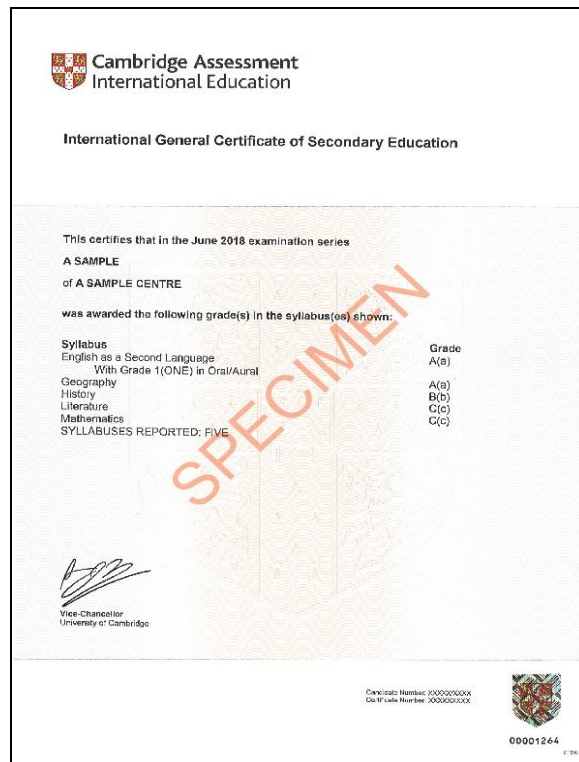 Cambridge Assessment
International Education
International General Certificate of Secondary Education
This certifies that in the June 2018 examination series
A SAMPLE
of A SAMPLE CENTRE
was awarded the following grade(s) in the syllabus(es) shown:
Syllabus Grade
English as a Second Language A(a)
With Grade 1(ONE) in Oral/Aural
Geography A(a)
History B(b)
Literature C(c)
Mathematics C(c)
SYLLABUSES REPORTED: FIVE
SPECIMEN
Vice-Chancellor
University of Cambridge
Candidate Number: XXXXX/XXXX
Certificate Number: XXXXXXXXXX
00001264